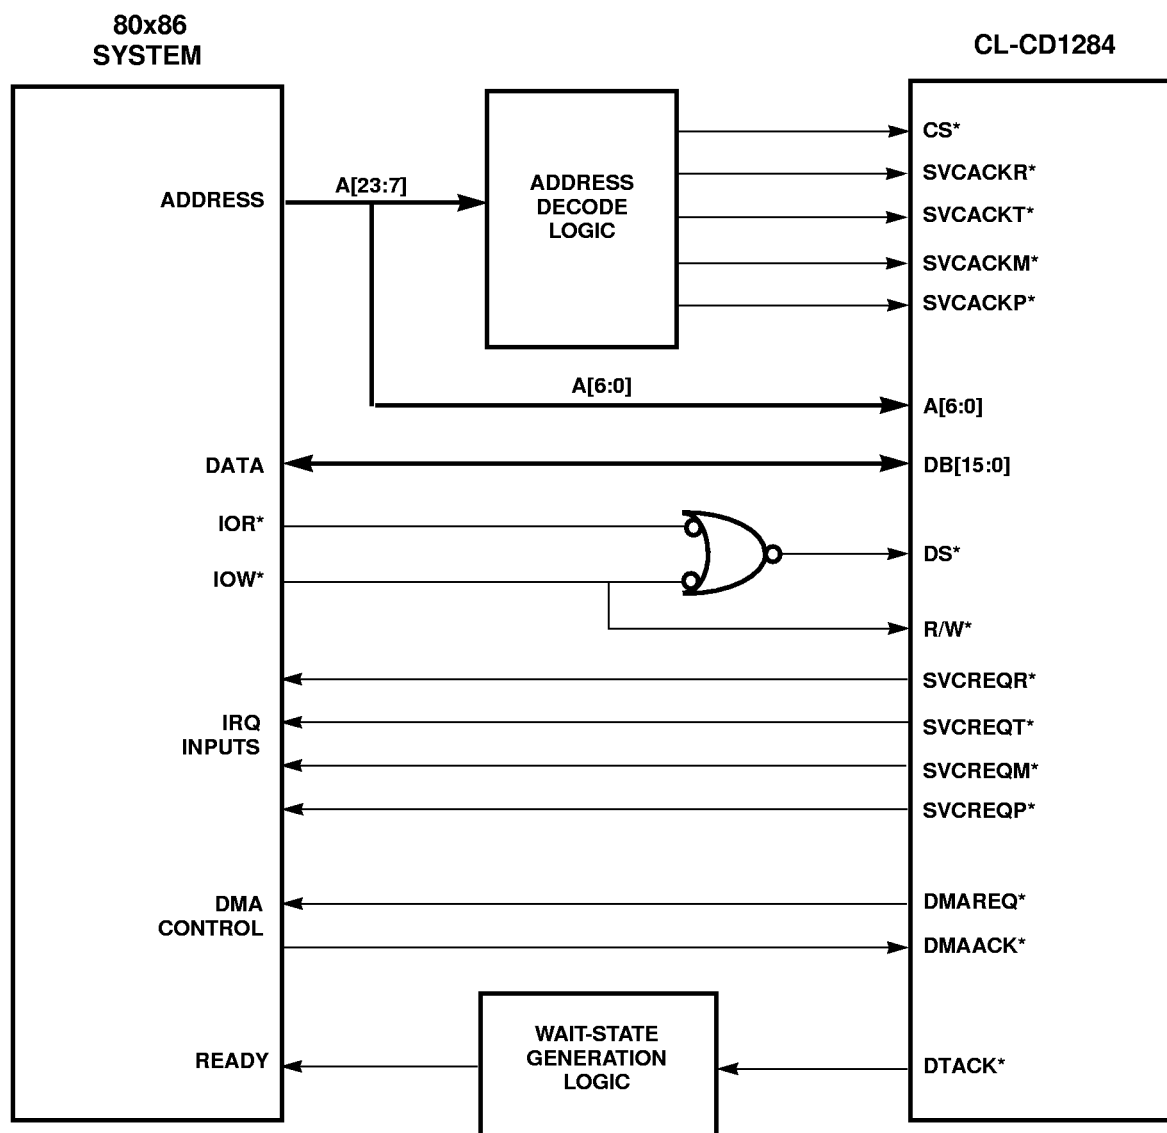 80x86
SYSTEM
CL-CD1284
ADDRESS
A[23:7]
ADDRESS
DECODE
LOGIC
CS*
SVCACKR*
SVCACKT*
SVCACKM*
SVCACKP*
A[6:0]
A[6:0]
DATA
DB[15:0]
IOR*
IOW*
DS*
R/W*
IRQ
INPUTS
SVCREQR*
SVCREQT*
SVCREQM*
SVCREQP*
DMA
CONTROL
DMAREQ*
DMAACK*
READY
WAIT-STATE
GENERATION
LOGIC
DTACK*